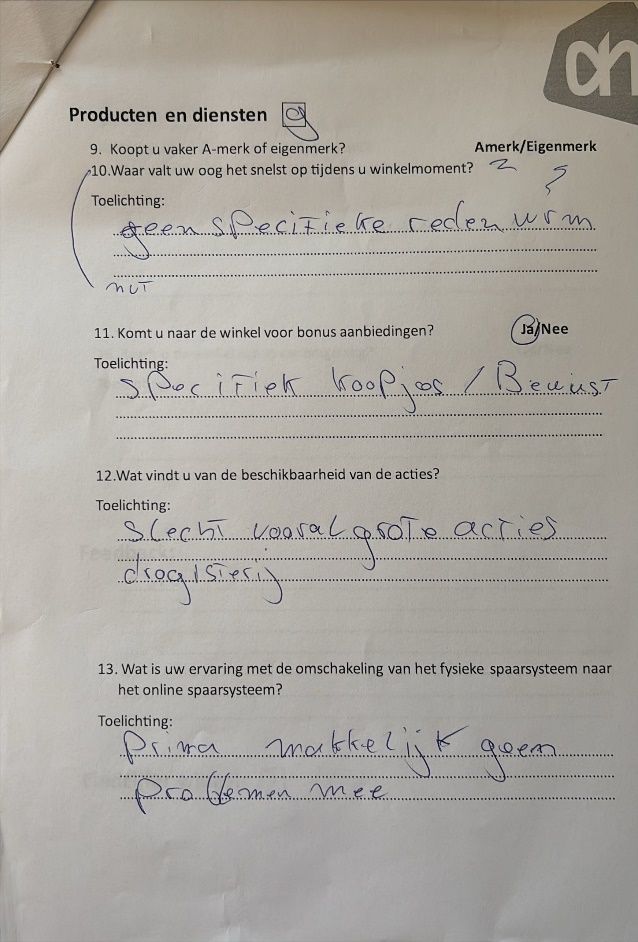 ah
Producten en diensten 9
9. Koopt u vaker A-merk of eigenmerk? Amerk/Eigenmerk
10.Waar valt uw oog het snelst op tijdens u winkelmoment? 2 ?
Toelichting:
geen specifieke reden
nut
11. Komt u naar de winkel voor bonus aanbiedingen? Ja/Nee
Toelichting:
specifiek koopjes / Bewust
12.Wat vindt u van de beschikbaarheid van de acties?
Toelichting:
slecht vooral grote acties
drogisterij
13. Wat is uw ervaring met de omschakeling van het fysieke spaarsysteem naar
het online spaarsysteem?
Toelichting:
prima makkelijk geen
problemen mee